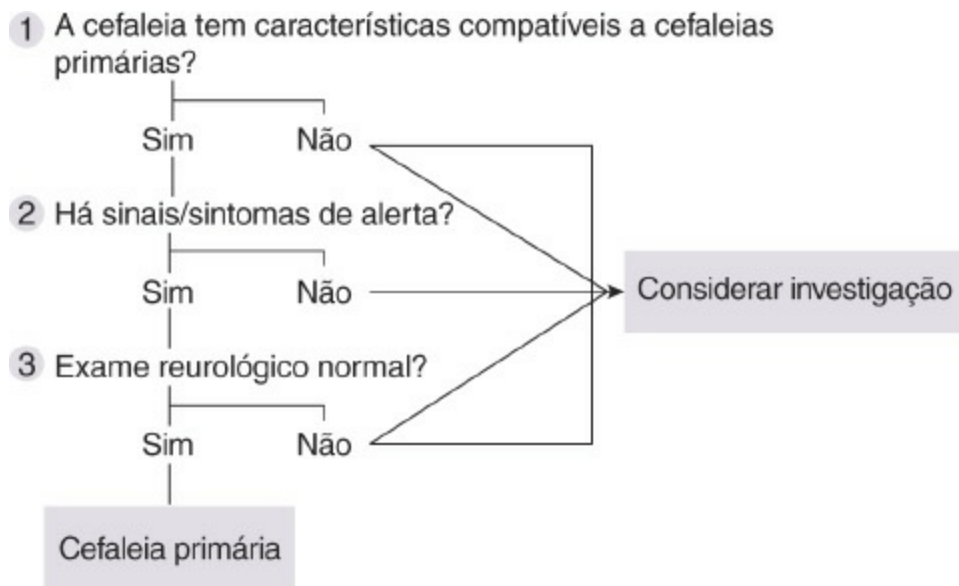 1 A cefaleia tem características compatíveis a cefaleias
primárias?
Sim Não
2 Há sinais/sintomas de alerta?
Sim Não
Considerar investigação
3 Exame reurológico normal?
Sim Não
Cefaleia primária